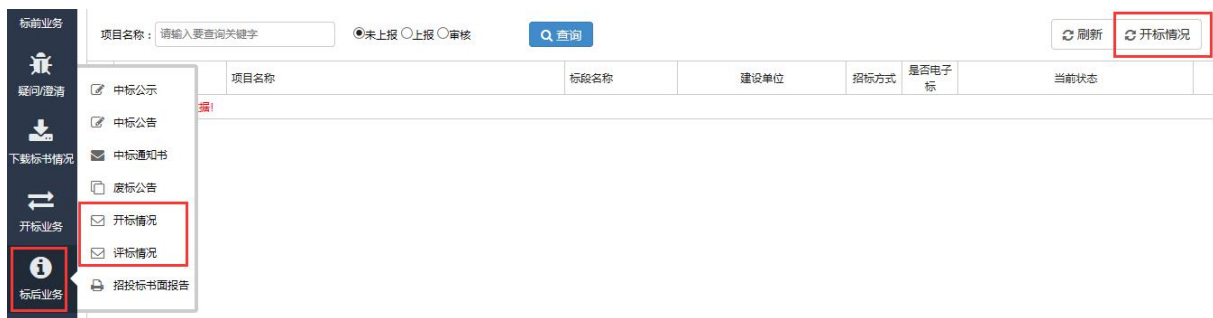 标前业务
疑问/澄清
下载标书情况
开标业务
标后业务
项目名称： 请输入要查询关键字 未上报 上报 审核 查询 刷新 开标情况
项目名称 标段名称 建设单位 招标方式 是否电子标 当前状态
据!
中标公示
中标公告
中标通知书
废标公告
开标情况
评标情况
招投标书面报告